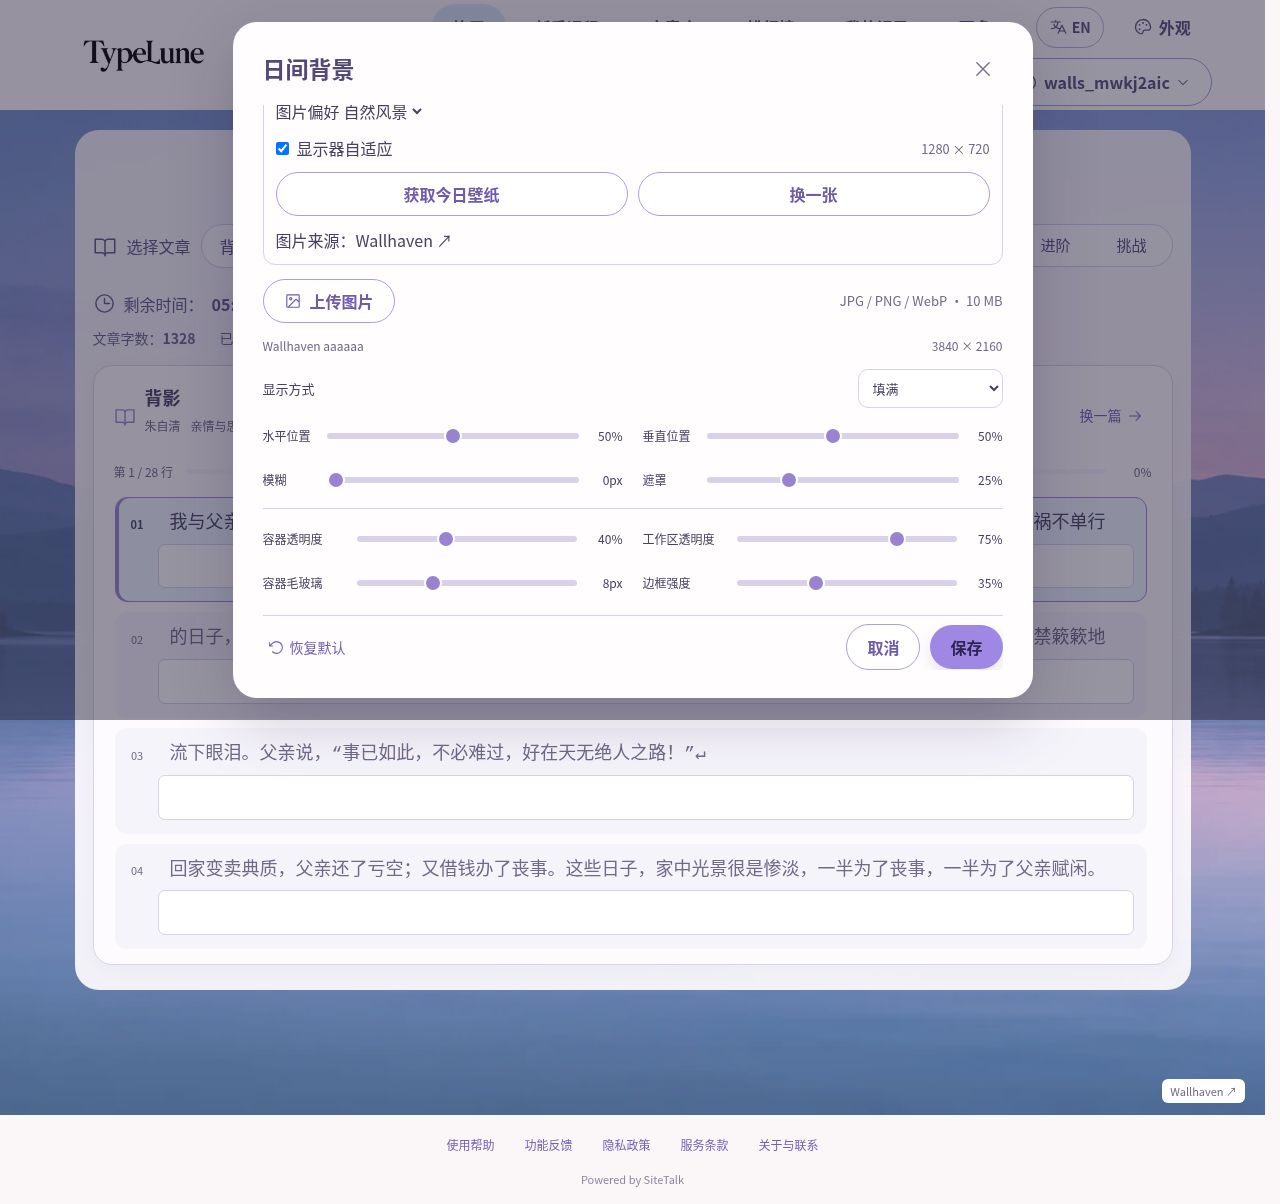 TypeLune
EN
外观
walls_mwkj2aic
日间背景
图片偏好 自然风景
显示器自适应
1280 × 720
获取今日壁纸
换一张
图片来源：Wallhaven ↗
上传图片
JPG / PNG / WebP · 10 MB
Wallhaven aaaaaa
3840 × 2160
显示方式
填满
水平位置
50%
垂直位置
50%
模糊
0px
遮罩
25%
容器透明度
40%
工作区透明度
75%
容器毛玻璃
8px
边框强度
35%
恢复默认
取消
保存
选择文章
进阶
挑战
剩余时间：
文章字数：1328
背影
朱自清
换一篇 →
第 1 / 28 行
0%
01
我与父亲
祸不单行
02
的日子，
禁簌簌地
03
流下眼泪。父亲说，“事已如此，不必难过，好在天无绝人之路！”↵
04
回家变卖典质，父亲还了亏空；又借钱办了丧事。这些日子，家中光景很是惨淡，一半为了丧事，一半为了父亲赋闲。
Wallhaven ↗
使用帮助
功能反馈
隐私政策
服务条款
关于与联系
Powered by SiteTalk